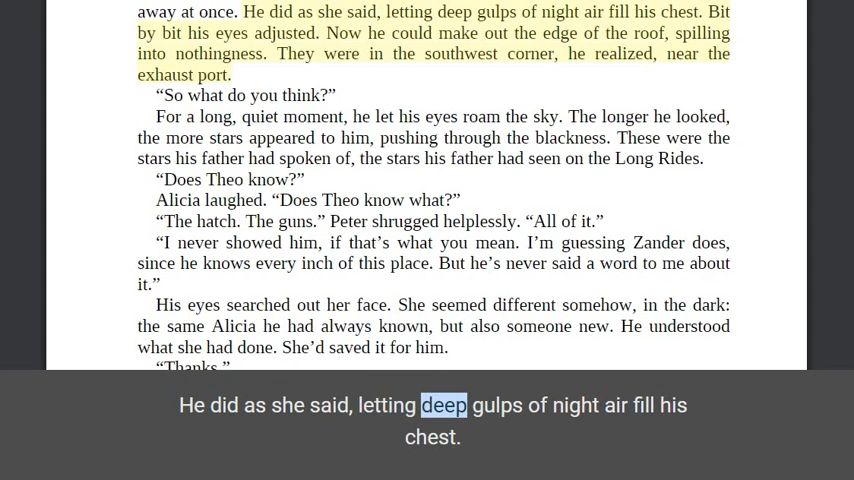 away at once. He did as she said, letting deep gulps of night air fill his chest. Bit
by bit his eyes adjusted. Now he could make out the edge of the roof, spilling
into nothingness. They were in the southwest corner, he realized, near the
exhaust port.
“So what do you think?”
For a long, quiet moment, he let his eyes roam the sky. The longer he looked,
the more stars appeared to him, pushing through the blackness. These were the
stars his father had spoken of, the stars his father had seen on the Long Rides.
“Does Theo know?”
Alicia laughed. “Does Theo know what?”
“The hatch. The guns.” Peter shrugged helplessly. “All of it.”
“I never showed him, if that’s what you mean. I’m guessing Zander does,
since he knows every inch of this place. But he’s never said a word to me about
it.”
His eyes searched out her face. She seemed different somehow, in the dark:
the same Alicia he had always known, but also someone new. He understood
what she had done. She’d saved it for him.
“Thanks.”
He did as she said, letting deep gulps of night air fill his
chest.